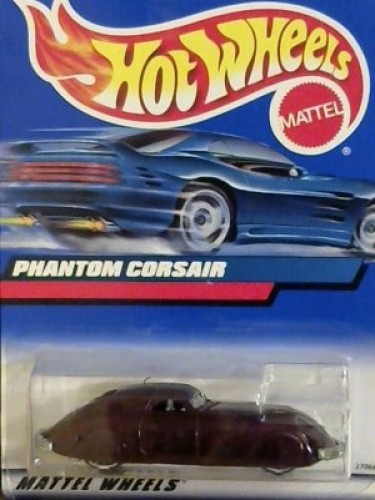 HOT WHEELS
MATTEL
®
PHANTOM CORSAIR
MATTEL WHEELS